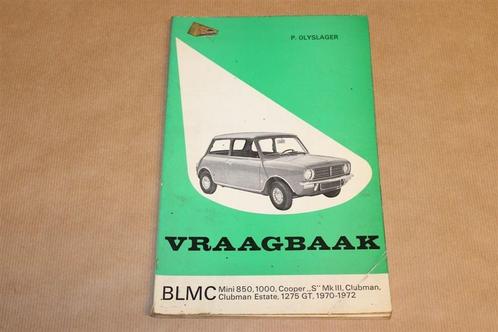 P. OLYSLAGER
VRAAGBAAK
BLMC Mini 850, 1000, Cooper „S" Mk III, Clubman,
Clubman Estate, 1275 GT, 1970-1972